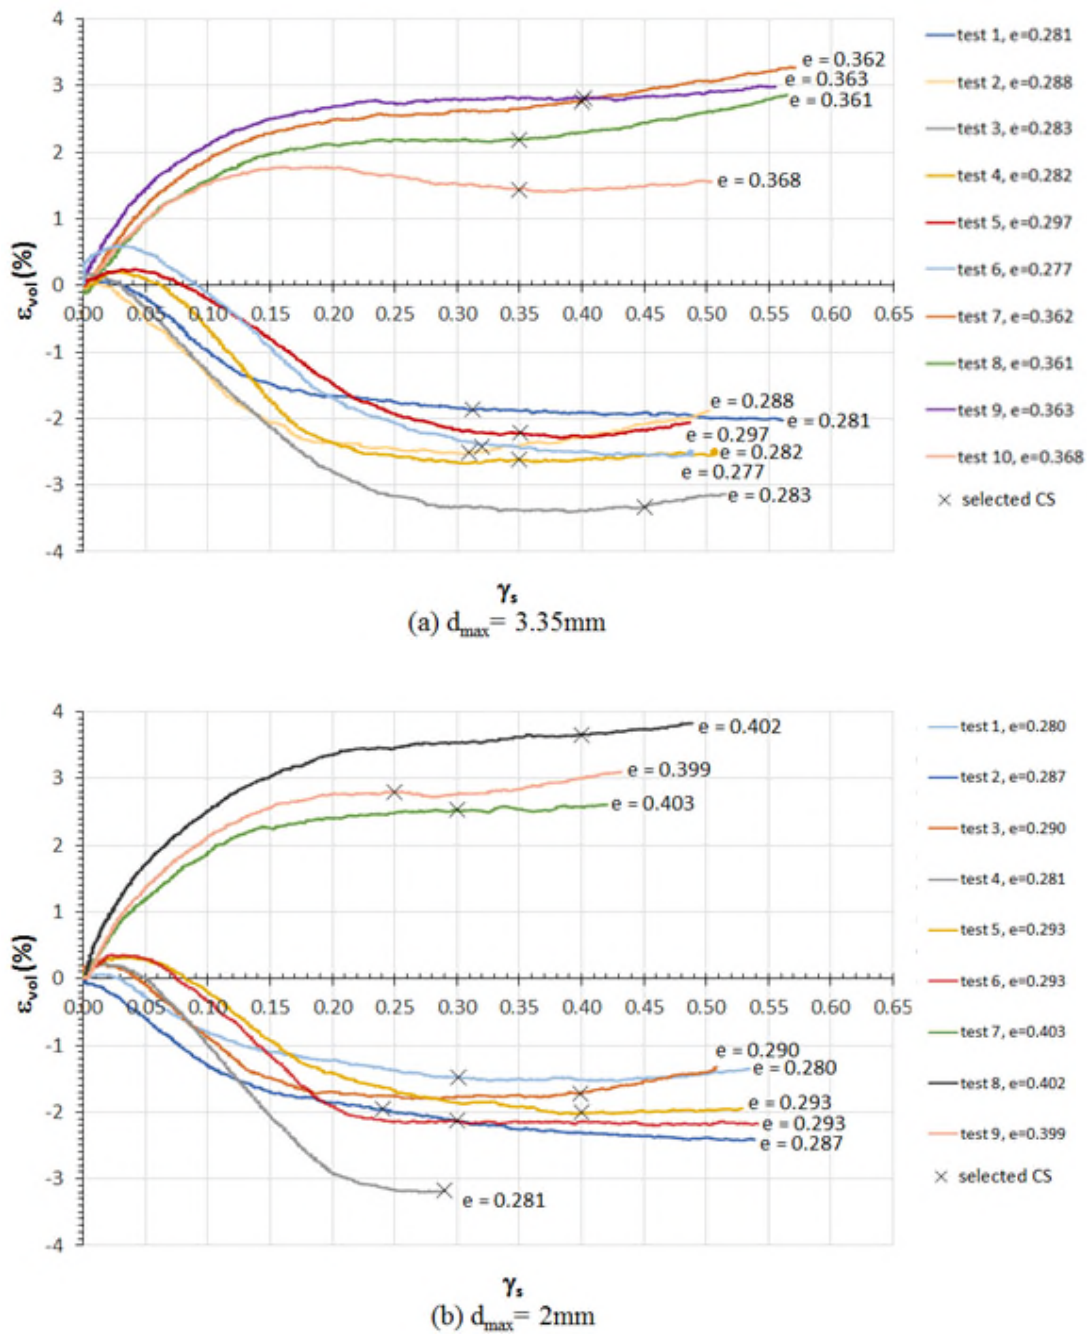 4
3
2
1
0
-1
-2
-3
-4
ε_vol (%)
0.00 0.05 0.10 0.15 0.20 0.25 0.30 0.35 0.40 0.45 0.50 0.55 0.60 0.65
e = 0.362
e = 0.363
e = 0.361
e = 0.368
e = 0.288
e = 0.281
e = 0.297
e = 0.282
e = 0.277
e = 0.283
test 1, e=0.281
test 2, e=0.288
test 3, e=0.283
test 4, e=0.282
test 5, e=0.297
test 6, e=0.277
test 7, e=0.362
test 8, e=0.361
test 9, e=0.363
test 10, e=0.368
selected CS
γs
(a) dmax= 3.35mm
4
3
2
1
0
-1
-2
-3
-4
ε_vol (%)
0.00 0.05 0.10 0.15 0.20 0.25 0.30 0.35 0.40 0.45 0.50 0.55 0.60 0.65
e = 0.402
e = 0.399
e = 0.403
e = 0.290
e = 0.280
e = 0.293
e = 0.293
e = 0.287
e = 0.281
test 1, e=0.280
test 2, e=0.287
test 3, e=0.290
test 4, e=0.281
test 5, e=0.293
test 6, e=0.293
test 7, e=0.403
test 8, e=0.402
test 9, e=0.399
selected CS
γs
(b) dmax= 2mm